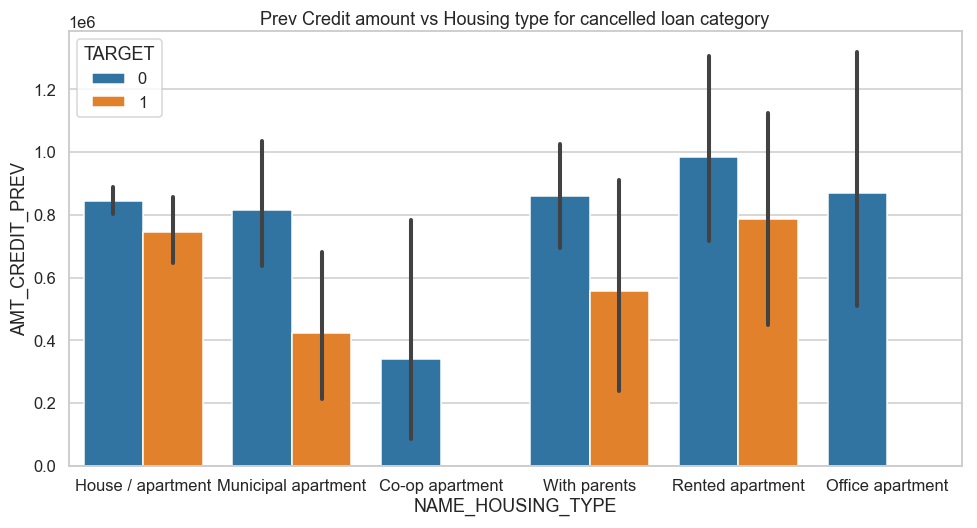 Prev Credit amount vs Housing type for cancelled loan category
1e6
TARGET
0
1
1.2
1.0
0.8
0.6
0.4
0.2
0.0
AMT_CREDIT_PREV
House / apartment Municipal apartment Co-op apartment With parents Rented apartment Office apartment
NAME_HOUSING_TYPE